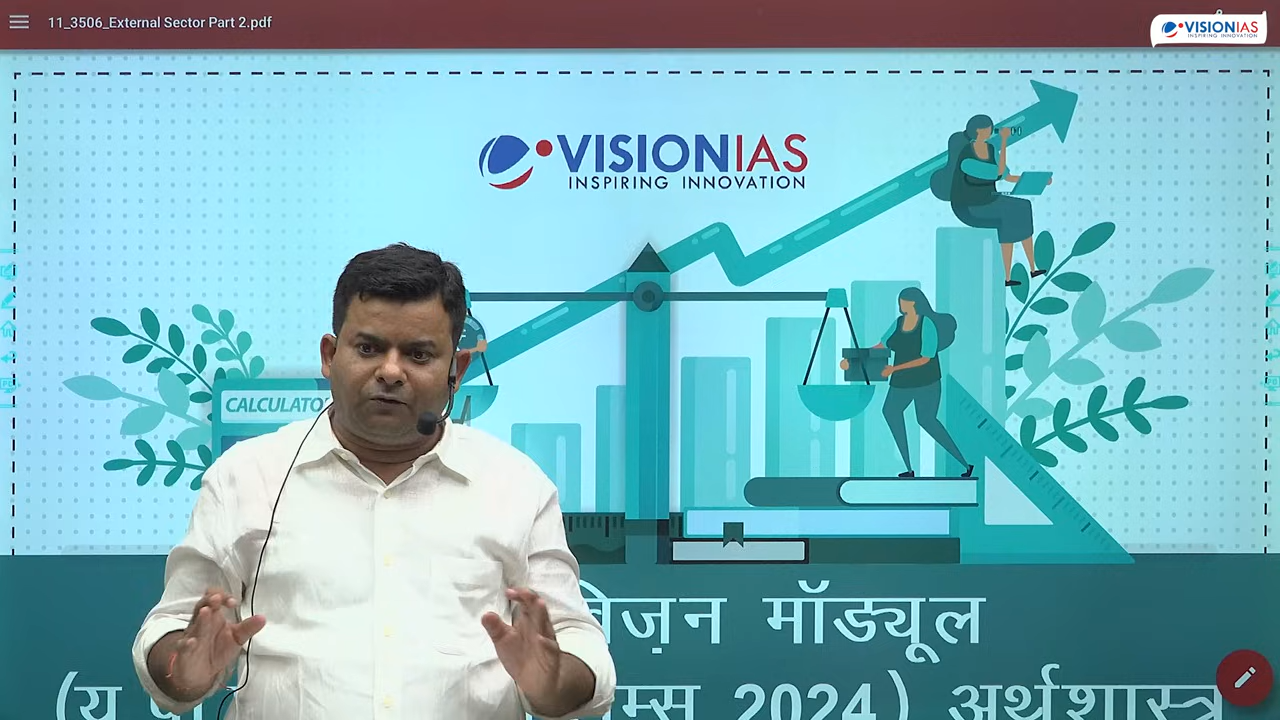 11_3506_External Sector Part 2.pdf
VISIONIAS
INSPIRING INNOVATION
VISIONIAS
INSPIRING INNOVATION
CALCULATO
मॉड्यूल
2024) अर्थशास्त्र